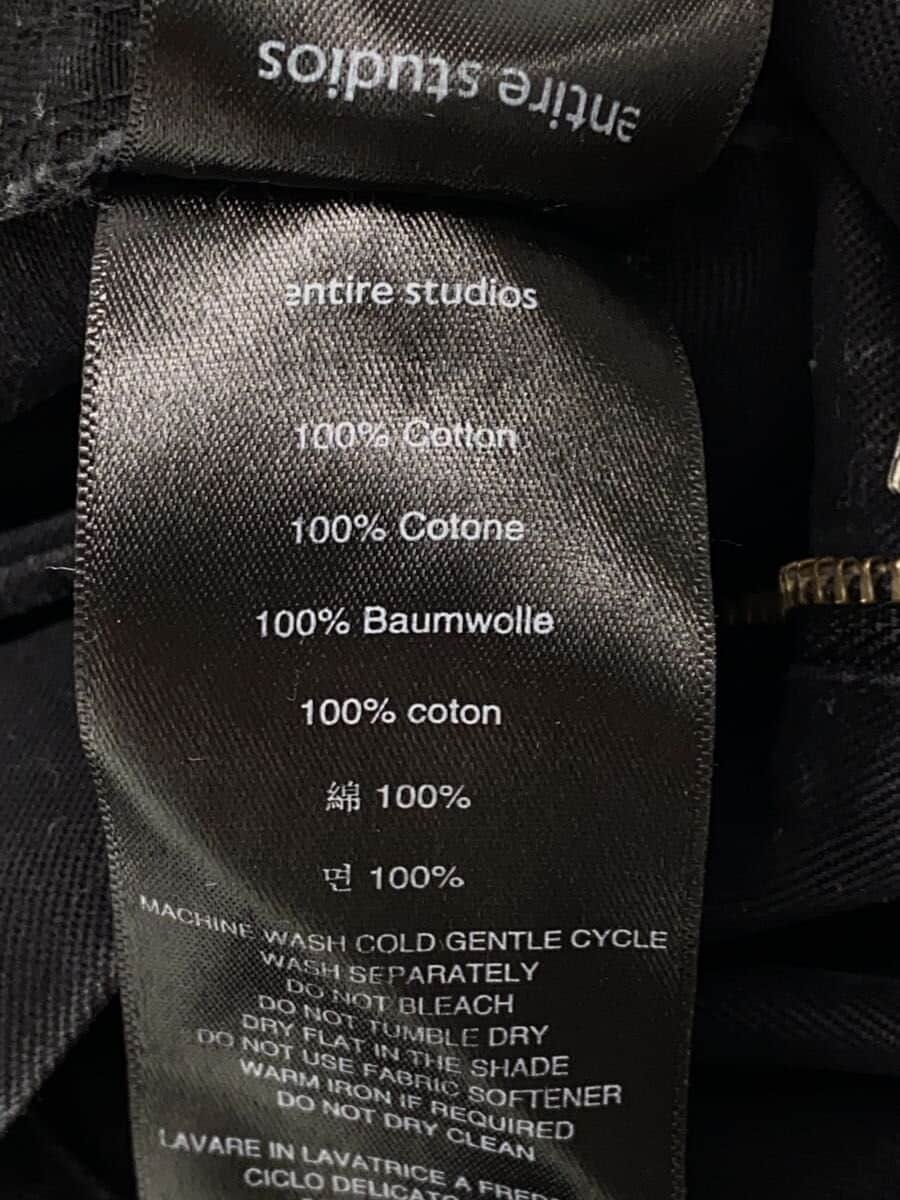 entire studios
entire studios
100% Cotton
100% Cotone
100% Baumwolle
100% coton
綿 100%
면 100%
MACHINE WASH COLD GENTLE CYCLE
WASH SEPARATELY
DO NOT BLEACH
DO NOT TUMBLE DRY
DRY FLAT IN THE SHADE
DO NOT USE FABRIC SOFTENER
WARM IRON IF REQUIRED
DO NOT DRY CLEAN
LAVARE IN LAVATRICE A FRED
CICLO DELICATO